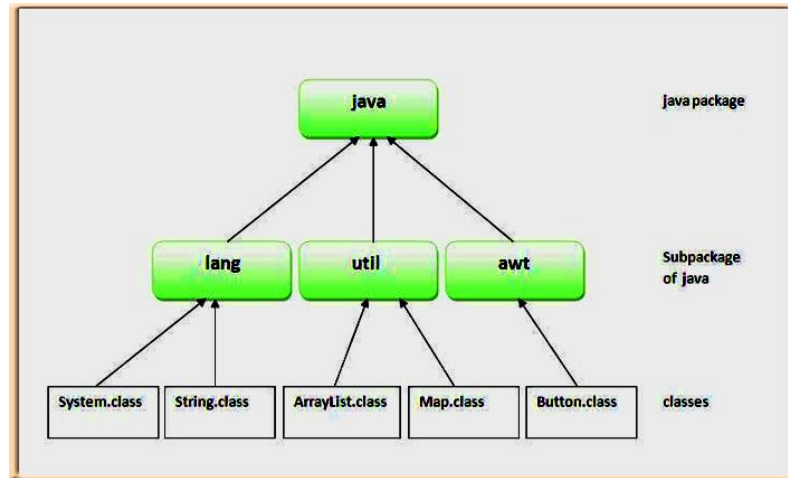 java
java package
lang
util
awt
Subpackage
of java
System.class
String.class
ArrayList.class
Map.class
Button.class
classes